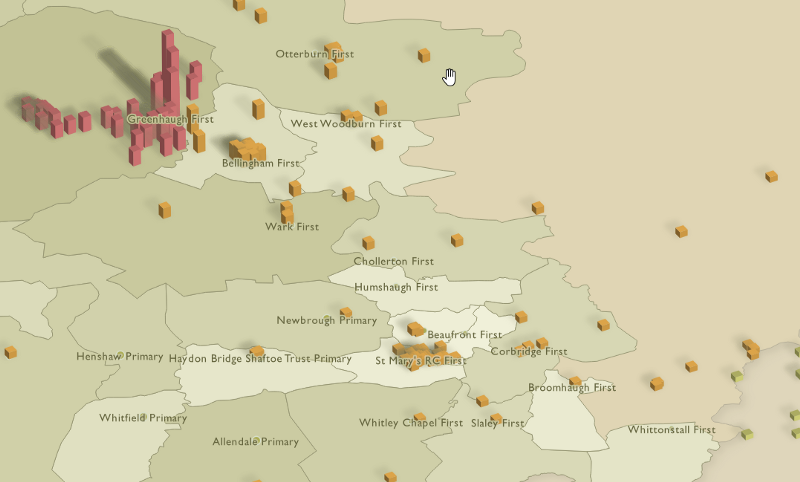 Otterburn First
Greenhaugh First
West Woodburn First
Bellingham First
Wark First
Chollerton First
Humshaugh First
Newbrough Primary
Beaufront First
Corbridge First
Henshaw Primary
Haydon Bridge Shaftoe Trust Primary
St Mary's RC First
Broomhaugh First
Whitfield Primary
Whitley Chapel First
Slaley First
Whittonstall First
Allendale Primary